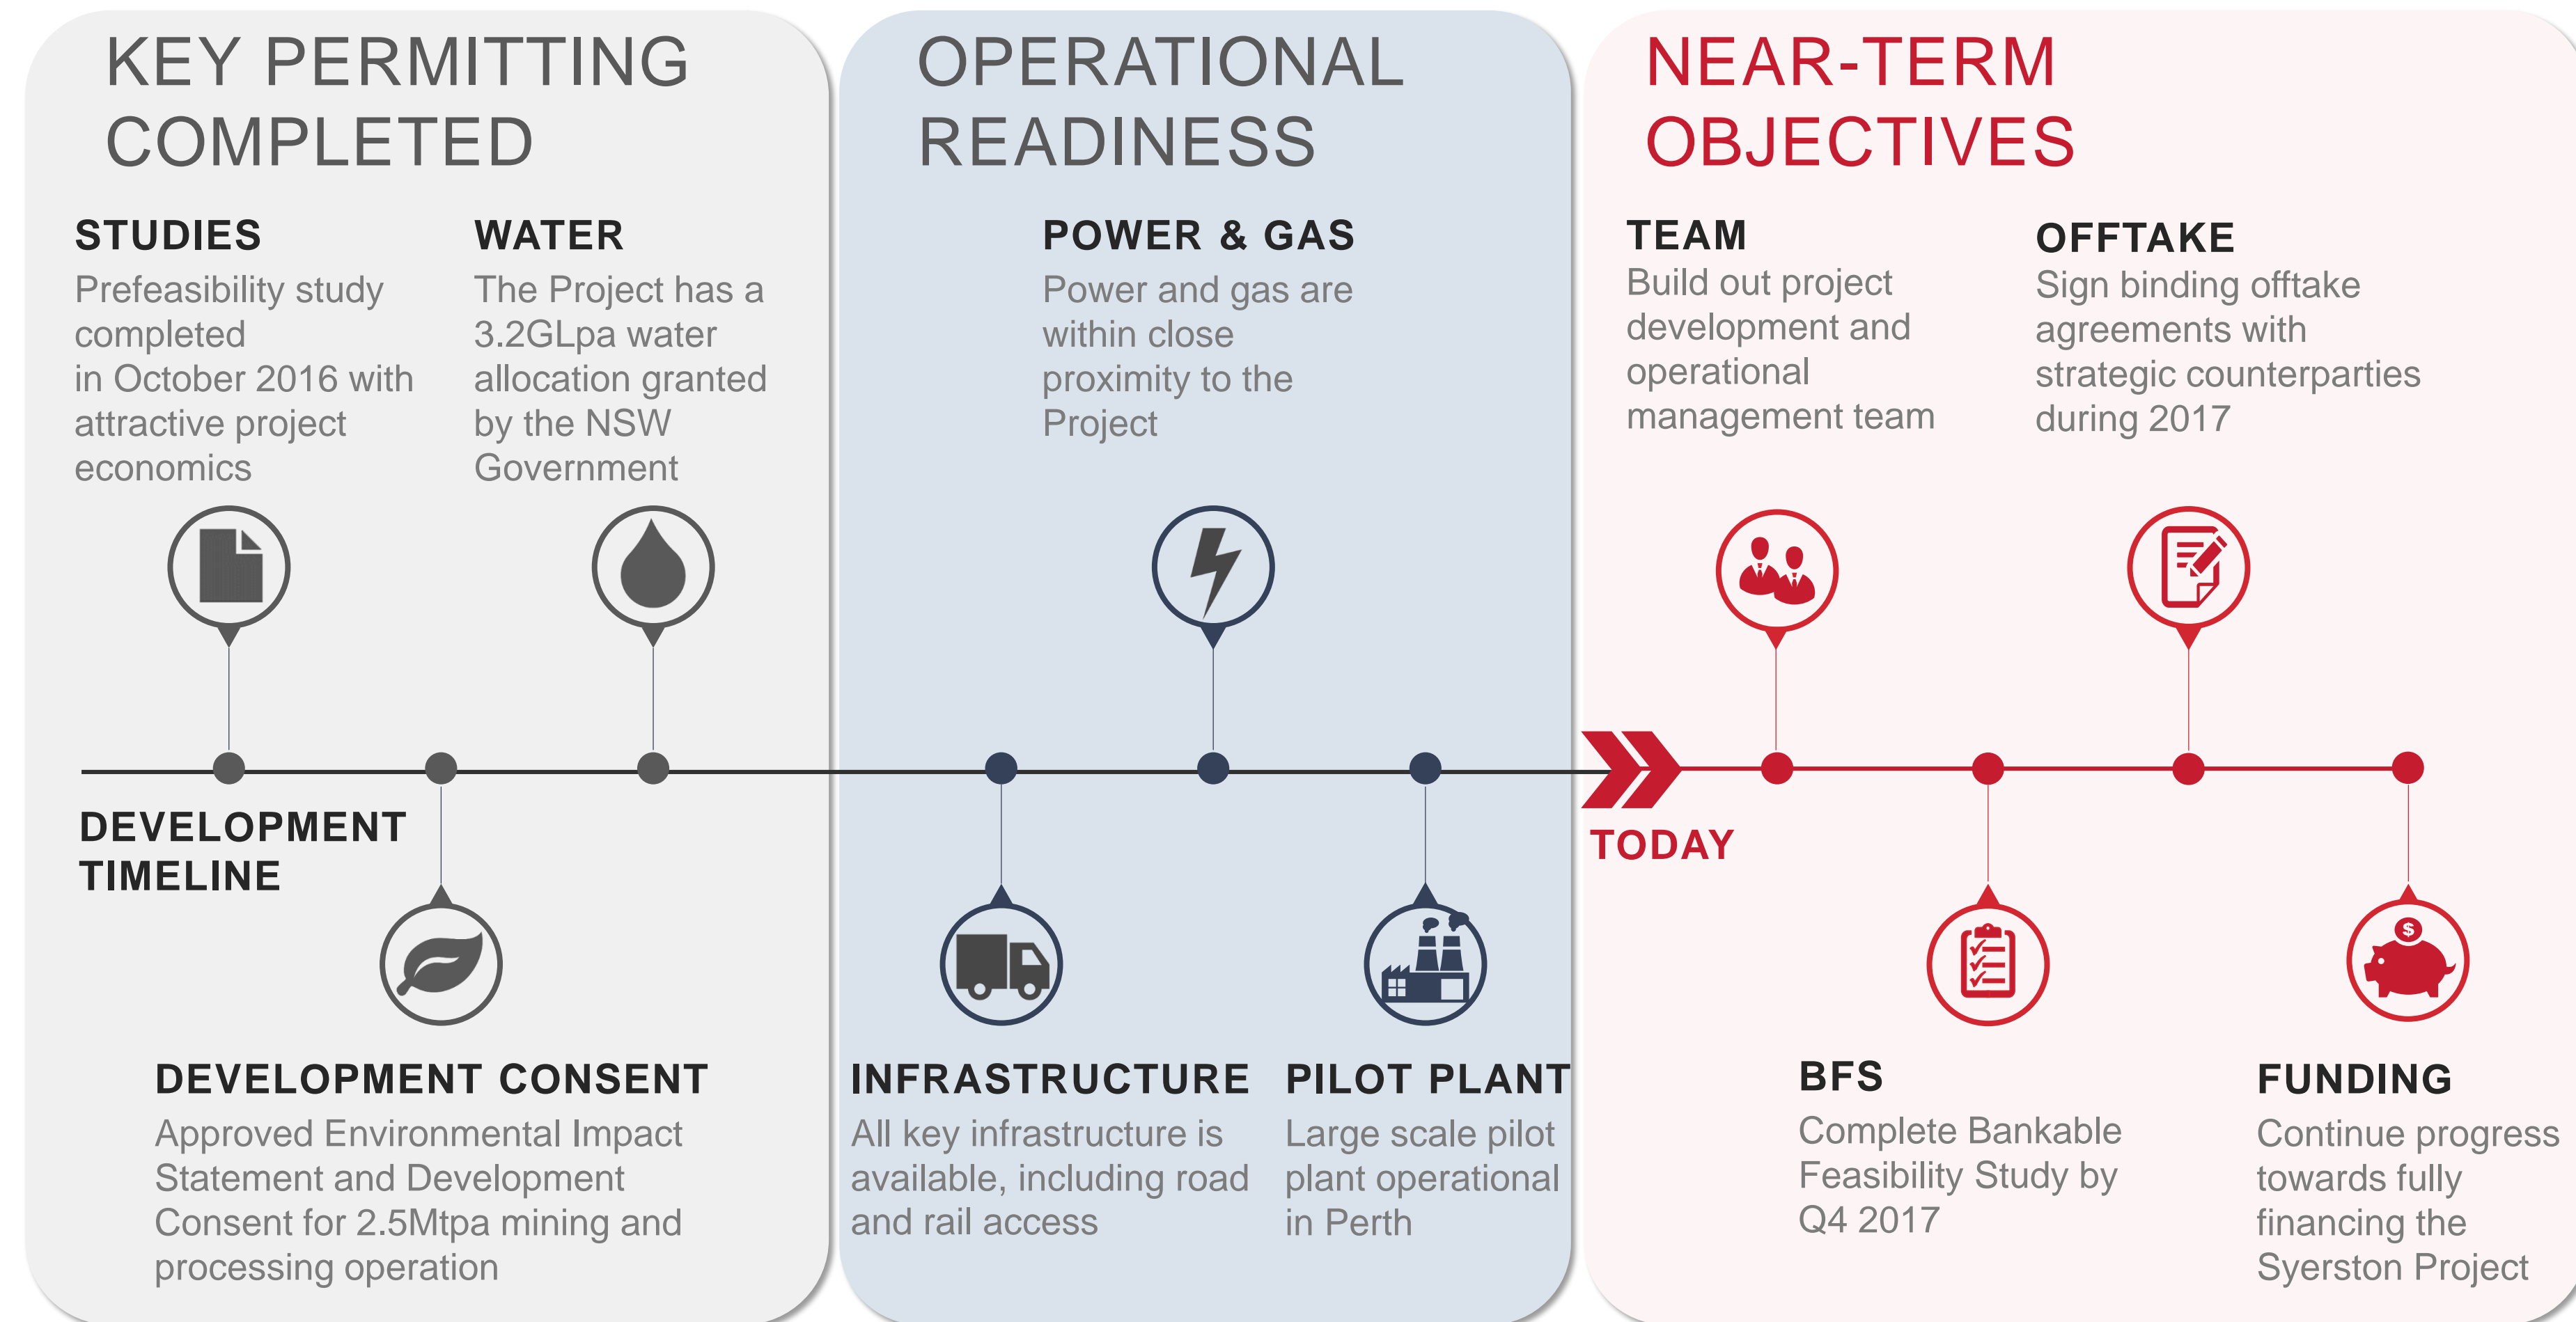 KEY PERMITTING
COMPLETED
STUDIES
Prefeasibility study
completed
in October 2016 with
attractive project
economics
WATER
The Project has a
3.2GLpa water
allocation granted
by the NSW
Government
DEVELOPMENT
TIMELINE
DEVELOPMENT CONSENT
Approved Environmental Impact
Statement and Development
Consent for 2.5Mtpa mining and
processing operation
OPERATIONAL
READINESS
POWER & GAS
Power and gas are
within close
proximity to the
Project
INFRASTRUCTURE
All key infrastructure is
available, including road
and rail access
PILOT PLANT
Large scale pilot
plant operational
in Perth
NEAR-TERM
OBJECTIVES
TEAM
Build out project
development and
operational
management team
OFFTAKE
Sign binding offtake
agreements with
strategic counterparties
during 2017
TODAY
BFS
Complete Bankable
Feasibility Study by
Q4 2017
$
FUNDING
Continue progress
towards fully
financing the
Syerston Project